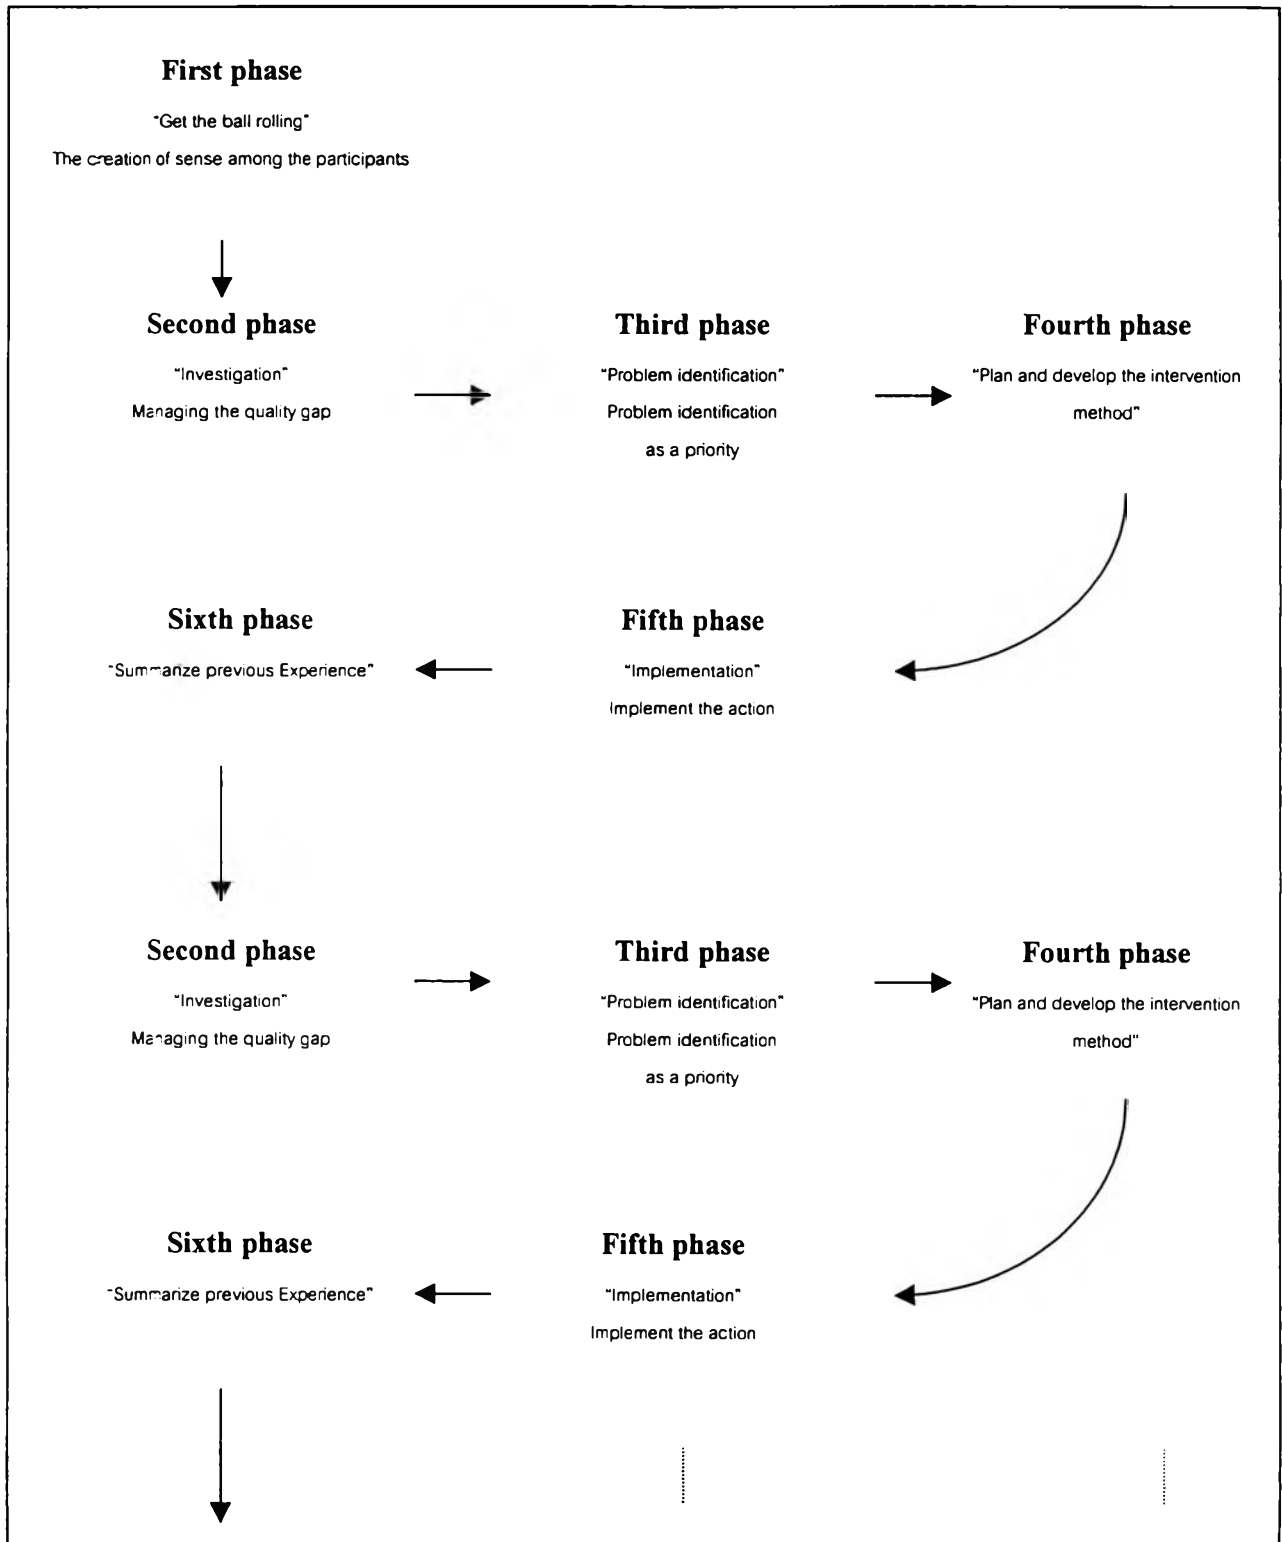 First phase
"Get the ball rolling"
The creation of sense among the participants
Second phase
"Investigation"
Managing the quality gap
Third phase
"Problem identification"
Problem identification
as a priority
Fourth phase
"Plan and develop the intervention
method"
Sixth phase
"Summarize previous Experience"
Fifth phase
"Implementation"
Implement the action
Second phase
"Investigation"
Managing the quality gap
Third phase
"Problem identification"
Problem identification
as a priority
Fourth phase
"Plan and develop the intervention
method"
Sixth phase
"Summarize previous Experience"
Fifth phase
"Implementation"
Implement the action